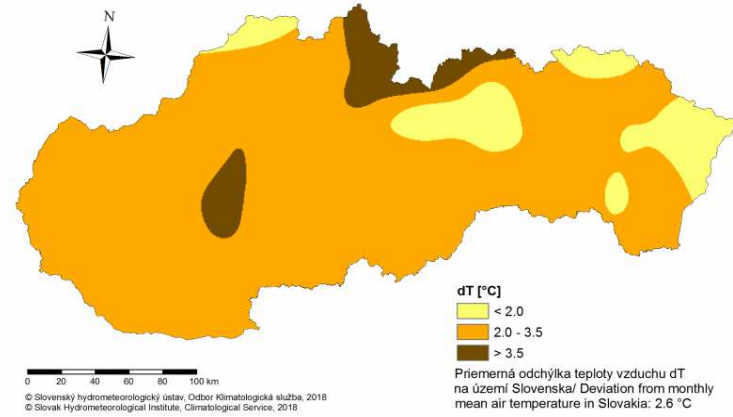 N
dT [°C]
< 2.0
2.0 - 3.5
> 3.5
0 20 40 60 80 100 km
Priemerná odchýlka teploty vzduchu dT
na území Slovenska/ Deviation from monthly
mean air temperature in Slovakia: 2.6 °C
© Slovenský hydrometeorologický ústav, Odbor Klimatologická služba, 2018
© Slovak Hydrometeorological Institute, Climatological Service, 2018